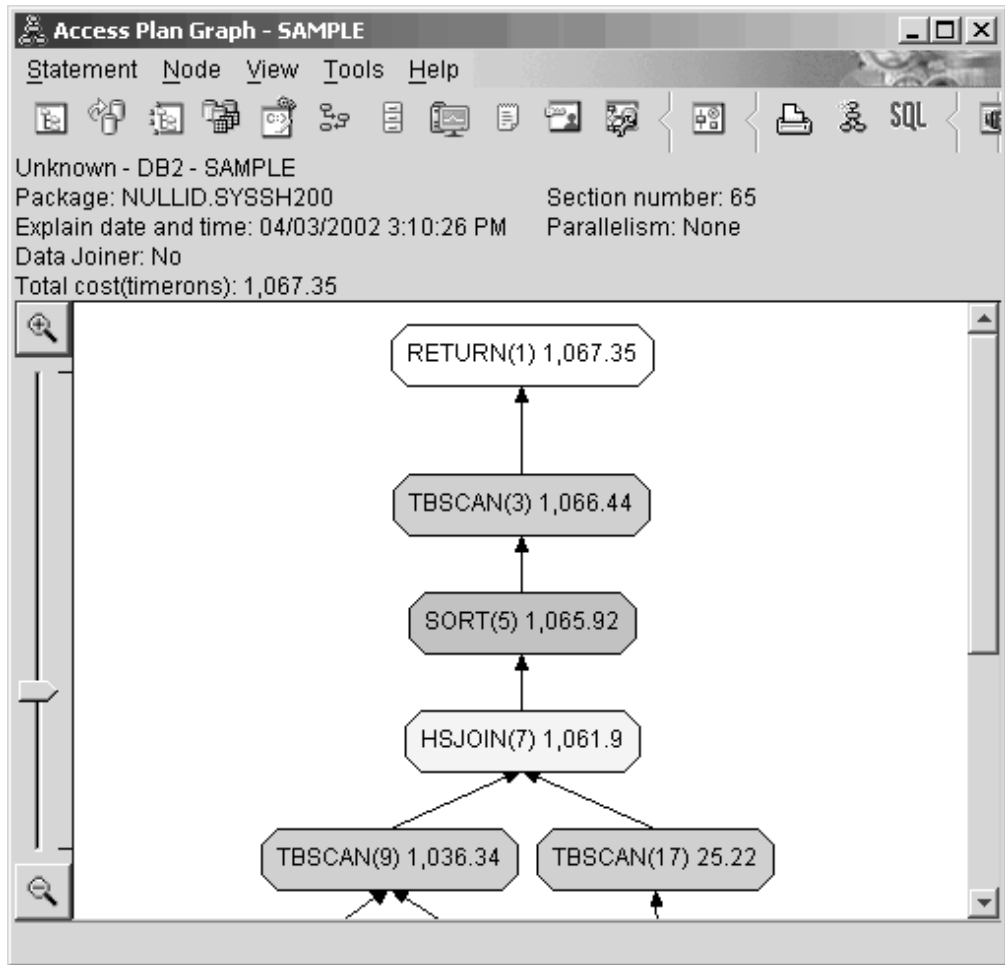 Access Plan Graph - SAMPLE
Statement Node View Tools Help
SQL
Unknown - DB2 - SAMPLE
Package: NULLID.SYSSH200 Section number: 65
Explain date and time: 04/03/2002 3:10:26 PM Parallelism: None
Data Joiner: No
Total cost(timerons): 1,067.35
RETURN(1) 1,067.35
TBSCAN(3) 1,066.44
SORT(5) 1,065.92
HSJOIN(7) 1,061.9
TBSCAN(9) 1,036.34 TBSCAN(17) 25.22